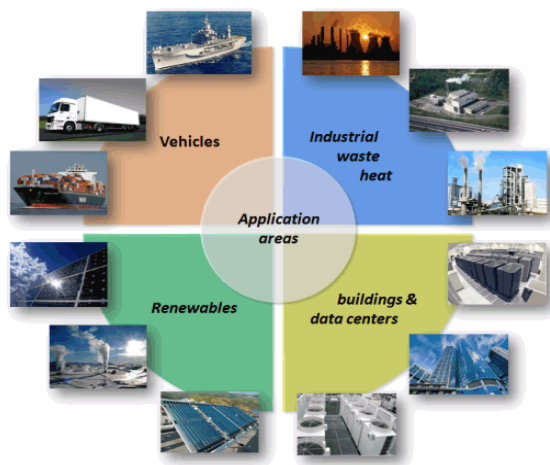 Vehicles
Industrial
waste
heat
Application
areas
Renewables
buildings &
data centers